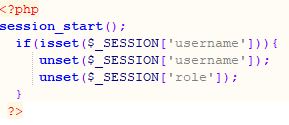 <?php
session_start();
if(isset($_SESSION['username'])){
unset($_SESSION['username']);
unset($_SESSION['role']);
}
?>